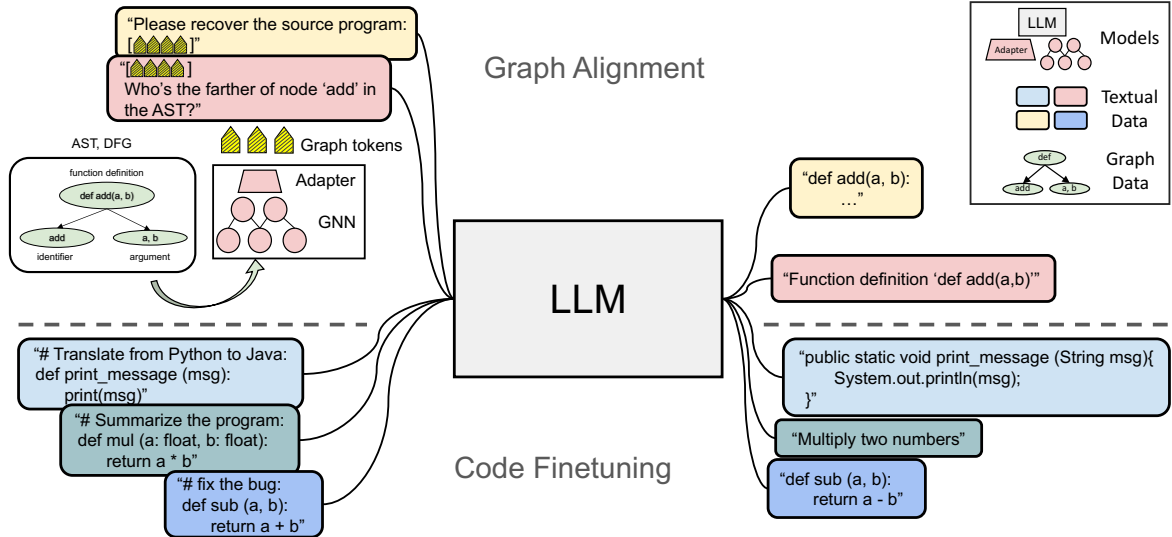 “Please recover the source program:
[ ]”
“[ ]
Who's the farther of node ‘add’ in
the AST?”
Graph tokens
AST, DFG
function definition
def add(a, b)
add
a, b
identifier
argument
Adapter
GNN
Graph Alignment
LLM
Code Finetuning
“# Translate from Python to Java:
def print_message (msg):
print(msg)”
“# Summarize the program:
def mul (a: float, b: float):
return a * b”
“# fix the bug:
def sub (a, b):
return a + b”
“def add(a, b):
…”
“Function definition ‘def add(a,b)’”
“public static void print_message (String msg){
System.out.println(msg);
}”
“Multiply two numbers”
“def sub (a, b):
return a - b”
LLM
Adapter
Models
Textual
Data
def
add
a, b
Graph
Data